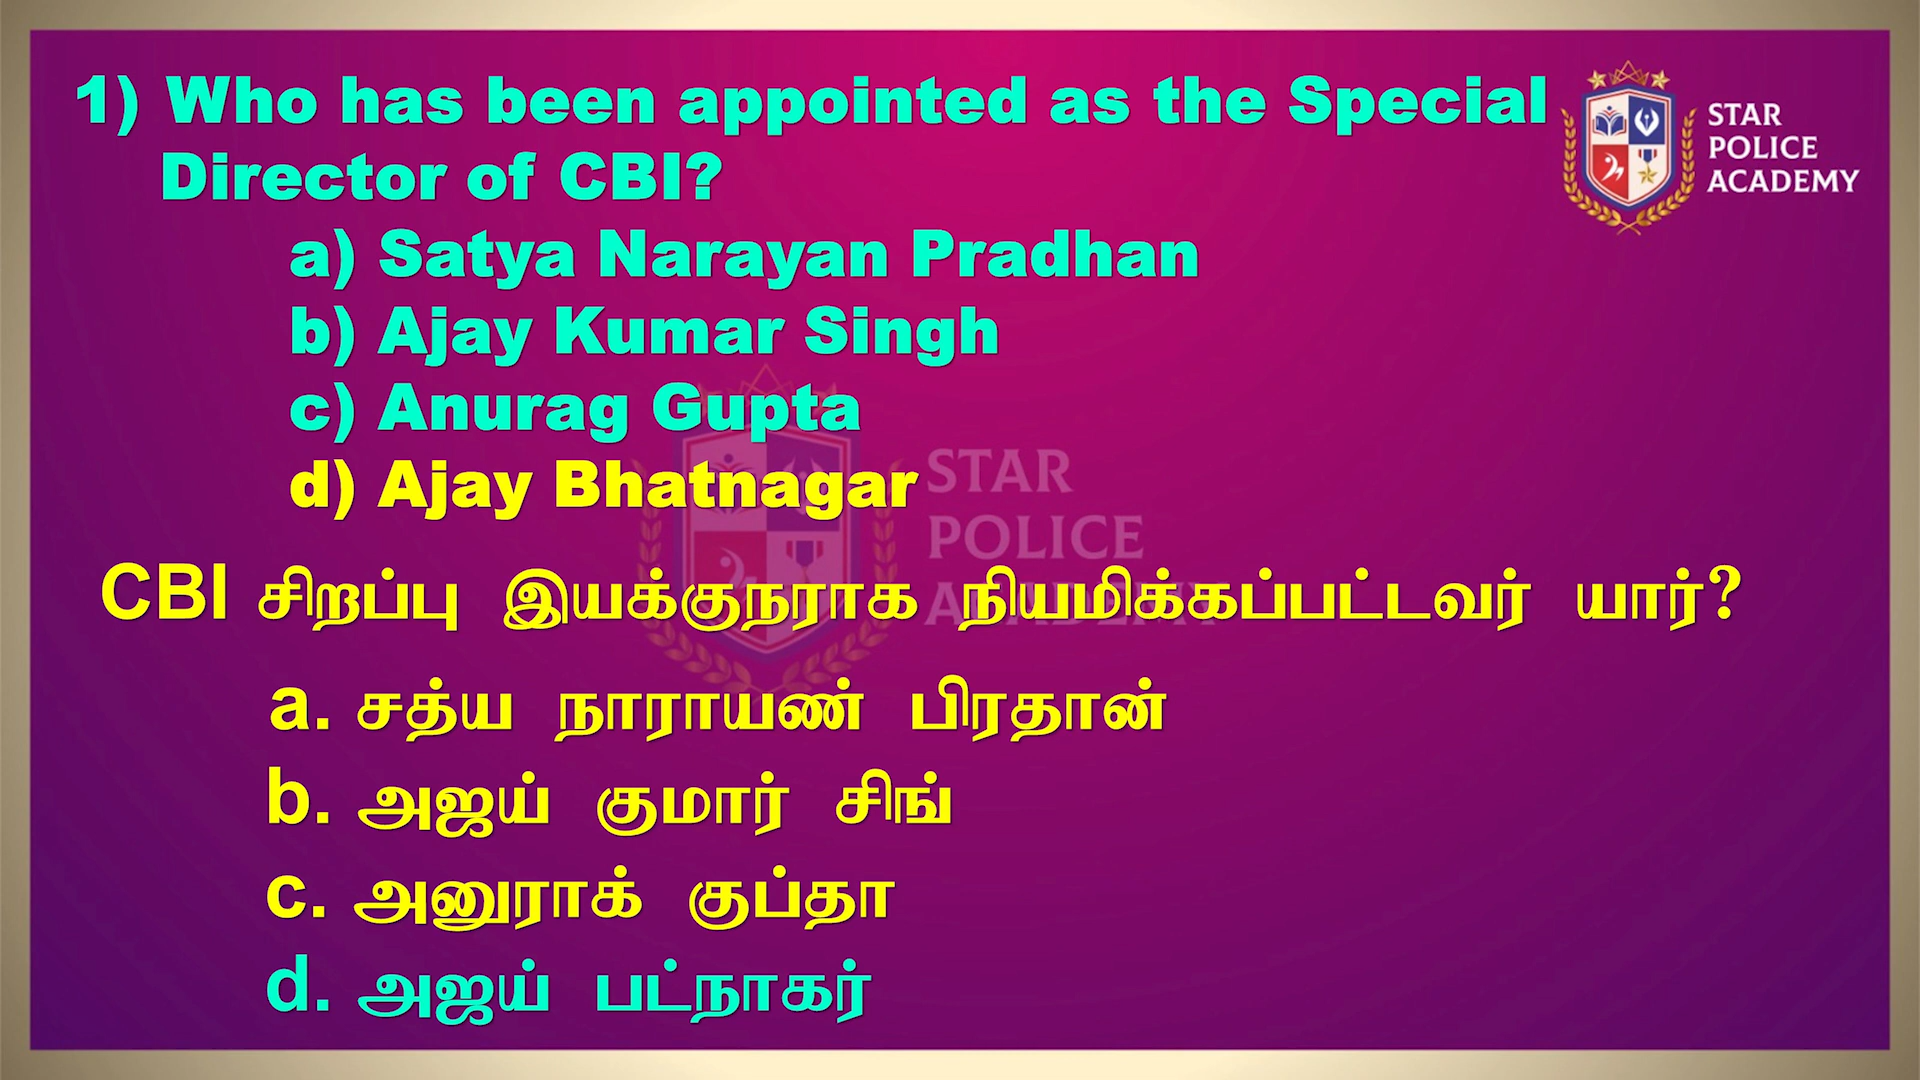 1) Who has been appointed as the Special
Director of CBI?
a) Satya Narayan Pradhan
b) Ajay Kumar Singh
c) Anurag Gupta
d) Ajay Bhatnagar
CBI சிறப்பு இயக்குநராக நியமிக்கப்பட்டவர் யார்?
a. சத்ய நாராயண் பிரதான்
b. அஜய் குமார் சிங்
c. அனுராக் குப்தா
d. அஜய் பட்நாகர்
STAR
POLICE
ACADEMY
STAR
POLICE
ACADEMY